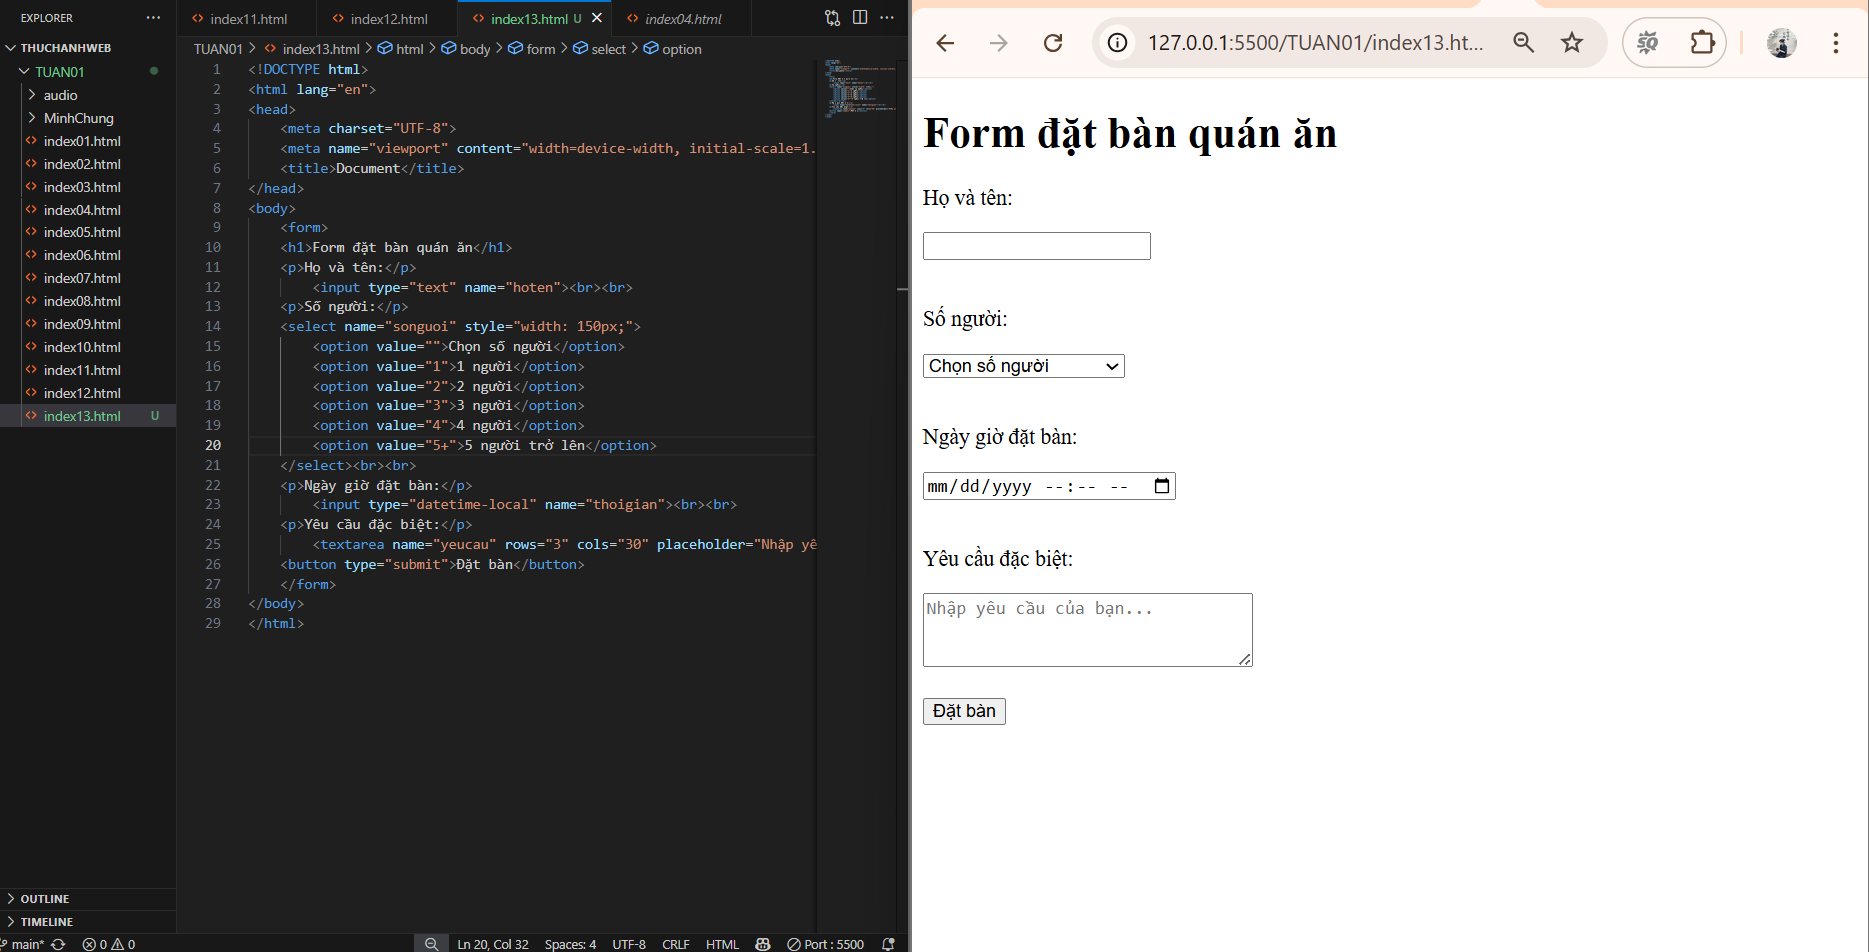 EXPLORER
THUCHANHWEB
TUAN01
audio
MinhChung
index01.html
index02.html
index03.html
index04.html
index05.html
index06.html
index07.html
index08.html
index09.html
index10.html
index11.html
index12.html
index13.html U
OUTLINE
TIMELINE
index11.html
index12.html
index13.html U
index04.html
TUAN01 > index13.html > html > body > form > select > option
1 <!DOCTYPE html>
2 <html lang="en">
3 <head>
4 <meta charset="UTF-8">
5 <meta name="viewport" content="width=device-width, initial-scale=1.
6 <title>Document</title>
7 </head>
8 <body>
9 <form>
10 <h1>Form đặt bàn quán ăn</h1>
11 <p>Họ và tên:</p>
12 <input type="text" name="hoten"><br><br>
13 <p>Số người:</p>
14 <select name="songuoi" style="width: 150px;">
15 <option value="">Chọn số người</option>
16 <option value="1">1 người</option>
17 <option value="2">2 người</option>
18 <option value="3">3 người</option>
19 <option value="4">4 người</option>
20 <option value="5+">5 người trở lên</option>
21 </select><br><br>
22 <p>Ngày giờ đặt bàn:</p>
23 <input type="datetime-local" name="thoigian"><br><br>
24 <p>Yêu cầu đặc biệt:</p>
25 <textarea name="yeucau" rows="3" cols="30" placeholder="Nhập yê
26 <button type="submit">Đặt bàn</button>
27 </form>
28 </body>
29 </html>
main* 0 0
Ln 20, Col 32 Spaces: 4 UTF-8 CRLF HTML Port : 5500
127.0.0.1:5500/TUAN01/index13.ht...
Form đặt bàn quán ăn
Họ và tên:
Số người:
Chọn số người
Ngày giờ đặt bàn:
mm/dd/yyyy --:-- --
Yêu cầu đặc biệt:
Nhập yêu cầu của bạn...
Đặt bàn